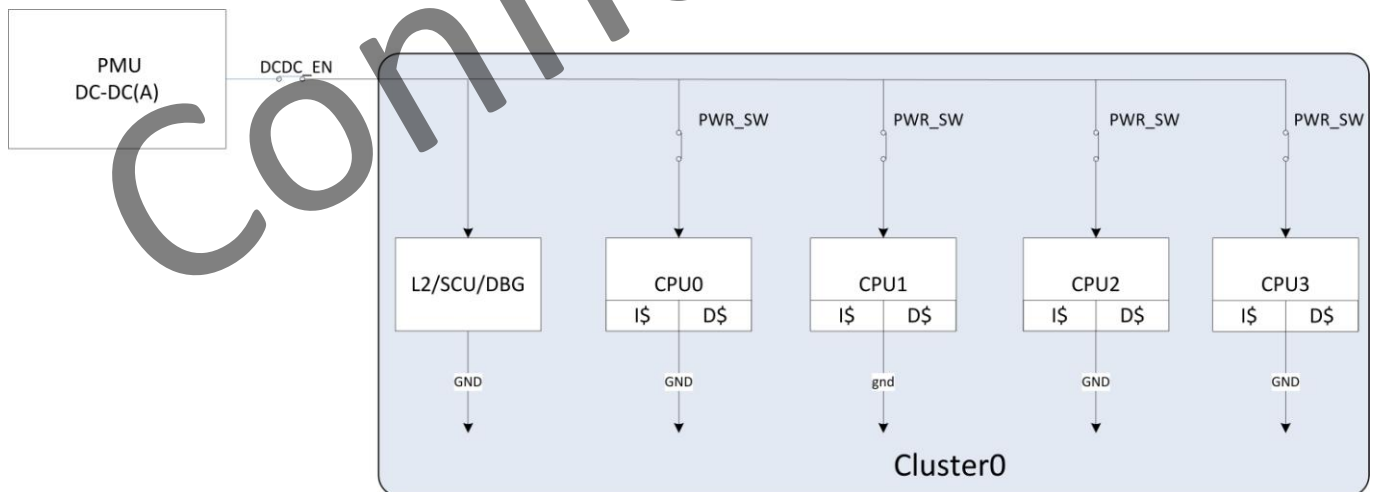 PMU
DC-DC(A)
DCDC_EN
PWR_SW
PWR_SW
PWR_SW
PWR_SW
L2/SCU/DBG
CPU0
I$ D$
CPU1
I$ D$
CPU2
I$ D$
CPU3
I$ D$
GND
GND
gnd
GND
GND
Cluster0